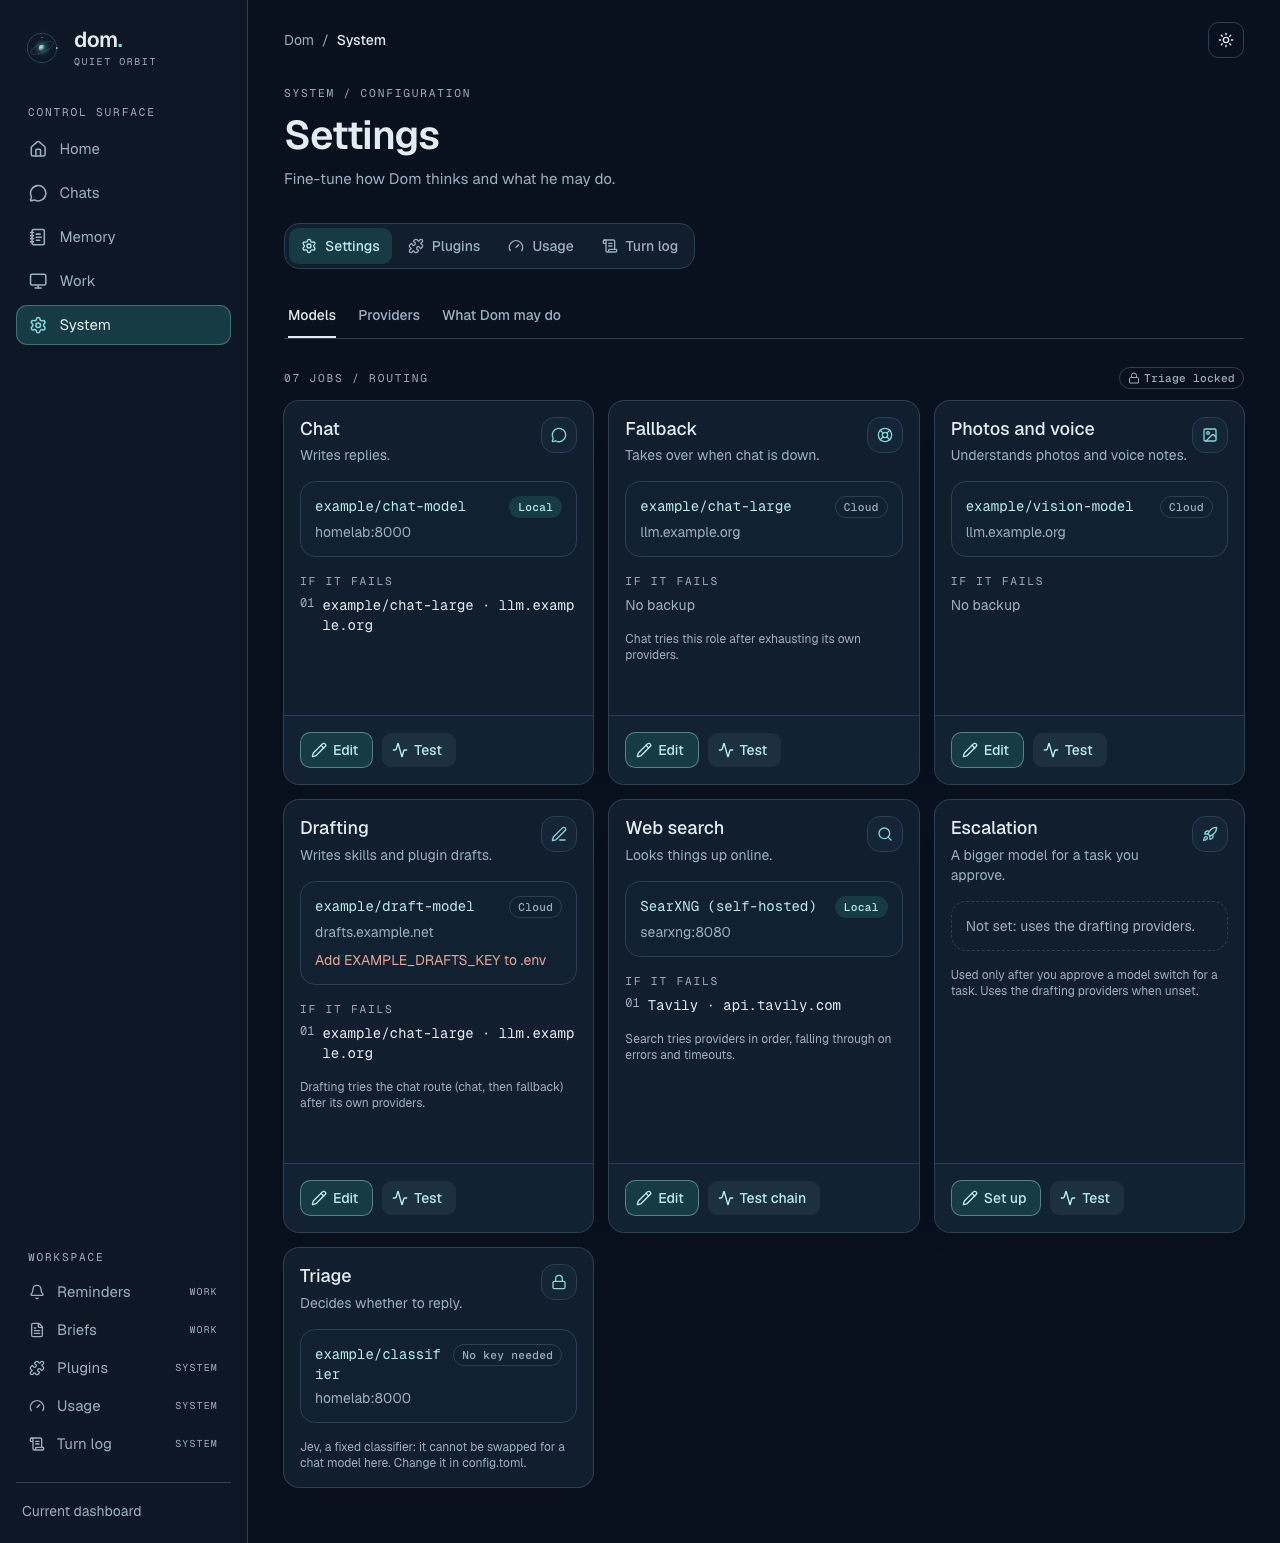 dom.
QUIET ORBIT
CONTROL SURFACE
Home
Chats
Memory
Work
System
WORKSPACE
Reminders WORK
Briefs WORK
Plugins SYSTEM
Usage SYSTEM
Turn log SYSTEM
Current dashboard
Dom / System
SYSTEM / CONFIGURATION
Settings
Fine-tune how Dom thinks and what he may do.
Settings Plugins Usage Turn log
Models Providers What Dom may do
07 JOBS / ROUTING
Triage locked
Chat
Writes replies.
example/chat-model Local
homelab:8000
IF IT FAILS
01 example/chat-large · llm.examp
le.org
Edit Test
Fallback
Takes over when chat is down.
example/chat-large Cloud
llm.example.org
IF IT FAILS
No backup
Chat tries this role after exhausting its own
providers.
Edit Test
Photos and voice
Understands photos and voice notes.
example/vision-model Cloud
llm.example.org
IF IT FAILS
No backup
Edit Test
Drafting
Writes skills and plugin drafts.
example/draft-model Cloud
drafts.example.net
Add EXAMPLE_DRAFTS_KEY to .env
IF IT FAILS
01 example/chat-large · llm.examp
le.org
Drafting tries the chat route (chat, then fallback)
after its own providers.
Edit Test
Web search
Looks things up online.
SearXNG (self-hosted) Local
searxng:8080
IF IT FAILS
01 Tavily · api.tavily.com
Search tries providers in order, falling through on
errors and timeouts.
Edit Test chain
Escalation
A bigger model for a task you
approve.
Not set: uses the drafting providers.
Used only after you approve a model switch for a
task. Uses the drafting providers when unset.
Set up Test
Triage
Decides whether to reply.
example/classif No key needed
ier
homelab:8000
Jev, a fixed classifier: it cannot be swapped for a
chat model here. Change it in config.toml.